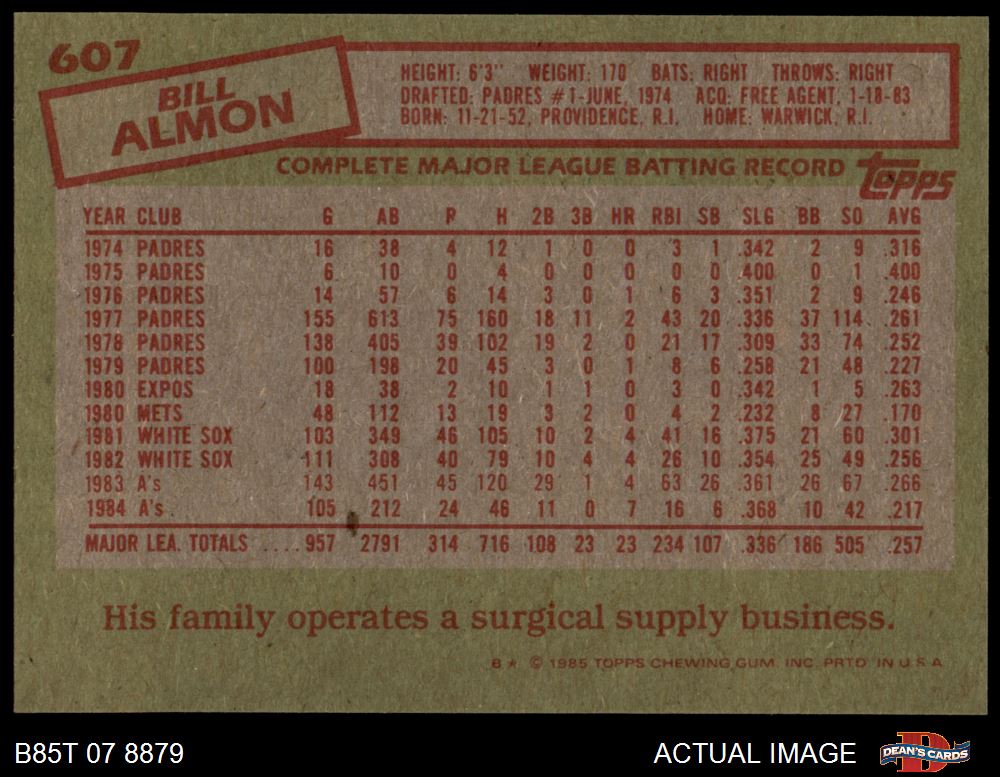 607
BILL
ALMON
HEIGHT: 6'3" WEIGHT: 170 BATS: RIGHT THROWS: RIGHT
DRAFTED: PADRES #1-JUNE, 1974 ACQ: FREE AGENT, 1-18-83
BORN: 11-21-52, PROVIDENCE, R.I. HOME: WARWICK, R.I.
COMPLETE MAJOR LEAGUE BATTING RECORD TOPPS
YEAR CLUB G AB R H 2B 3B HR RBI SB SLG BB SO AVG
1974 PADRES 16 38 4 12 1 0 0 3 1 .342 2 9 .316
1975 PADRES 6 10 0 4 0 0 0 0 0 .400 0 1 .400
1976 PADRES 14 57 6 14 3 0 1 6 3 .351 2 9 .246
1977 PADRES 155 613 75 160 18 11 2 43 20 .336 37 114 .261
1978 PADRES 138 405 39 102 19 2 0 21 17 .309 33 74 .252
1979 PADRES 100 198 20 45 3 0 1 8 6 .258 21 48 .227
1980 EXPOS 18 38 2 10 1 1 0 3 0 .342 1 5 .263
1980 METS 48 112 13 19 3 2 0 4 2 .232 8 27 .170
1981 WHITE SOX 103 349 46 105 10 2 4 41 16 .375 21 60 .301
1982 WHITE SOX 111 308 40 79 10 4 4 26 10 .354 25 49 .256
1983 A's 143 451 45 120 29 1 4 63 26 .361 26 67 .266
1984 A's 105 212 24 46 11 0 7 16 6 .368 10 42 .217
MAJOR LEA. TOTALS ....957 2791 314 716 108 23 23 234 107 .336 186 505 .257
His family operates a surgical supply business.
B★ © 1985 TOPPS CHEWING GUM, INC. PRTD IN U.S.A.
B85T 07 8879 ACTUAL IMAGE DEAN'S CARDS